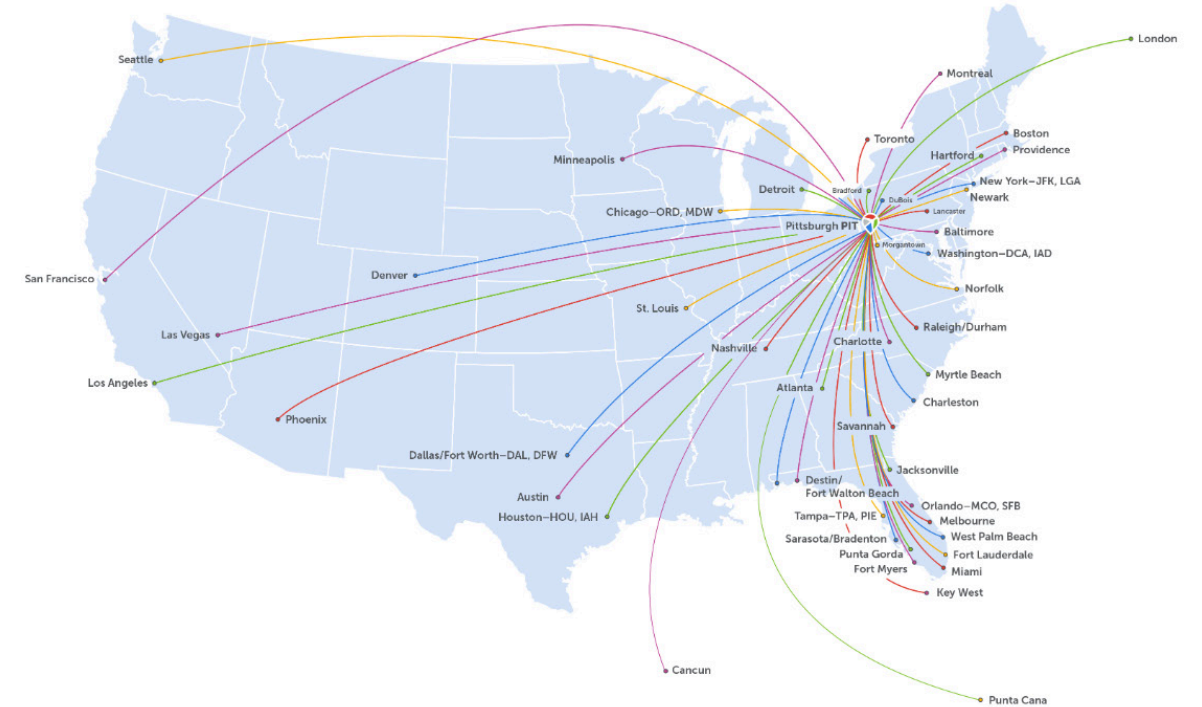 London
Seattle
Montreal
Toronto
Boston
Providence
Hartford
Minneapolis
Detroit
Bradford
New York–JFK, LGA
DuBois
Newark
Chicago–ORD, MDW
Lancaster
Pittsburgh PIT
Baltimore
Morgantown
Washington–DCA, IAD
Denver
San Francisco
Norfolk
St. Louis
Raleigh/Durham
Las Vegas
Charlotte
Nashville
Myrtle Beach
Los Angeles
Atlanta
Charleston
Phoenix
Savannah
Dallas/Fort Worth–DAL, DFW
Jacksonville
Destin/
Fort Walton Beach
Austin
Orlando–MCO, SFB
Houston–HOU, IAH
Tampa–TPA, PIE
Melbourne
West Palm Beach
Sarasota/Bradenton
Punta Gorda
Fort Lauderdale
Fort Myers
Miami
Key West
Cancun
Punta Cana